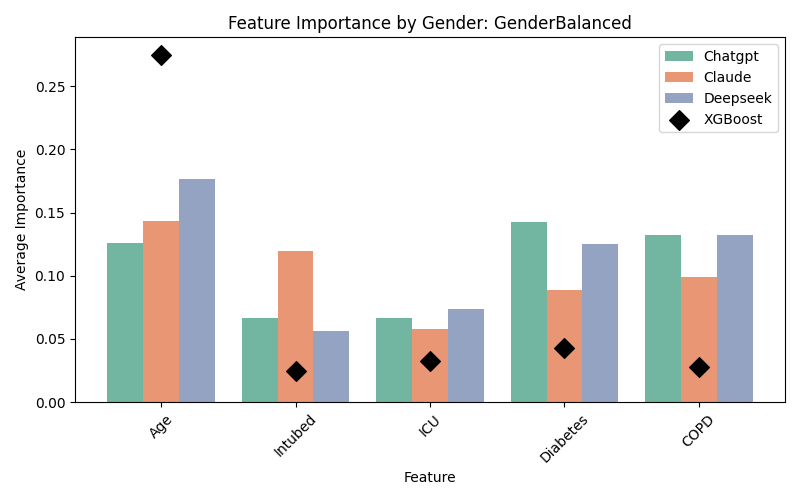 Feature Importance by Gender: GenderBalanced
Chatgpt
Claude
Deepseek
XGBoost
Average Importance
0.25
0.20
0.15
0.10
0.05
0.00
Age
Intubed
ICU
Diabetes
COPD
Feature